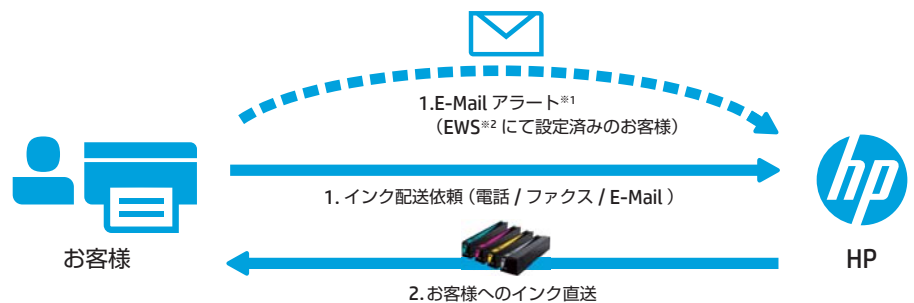 1.E-Mail アラート※1
（EWS※2 にて設定済みのお客様）
1. インク配送依頼（電話 / ファクス / E-Mail ）
hp
お客様
HP
2. お客様へのインク直送